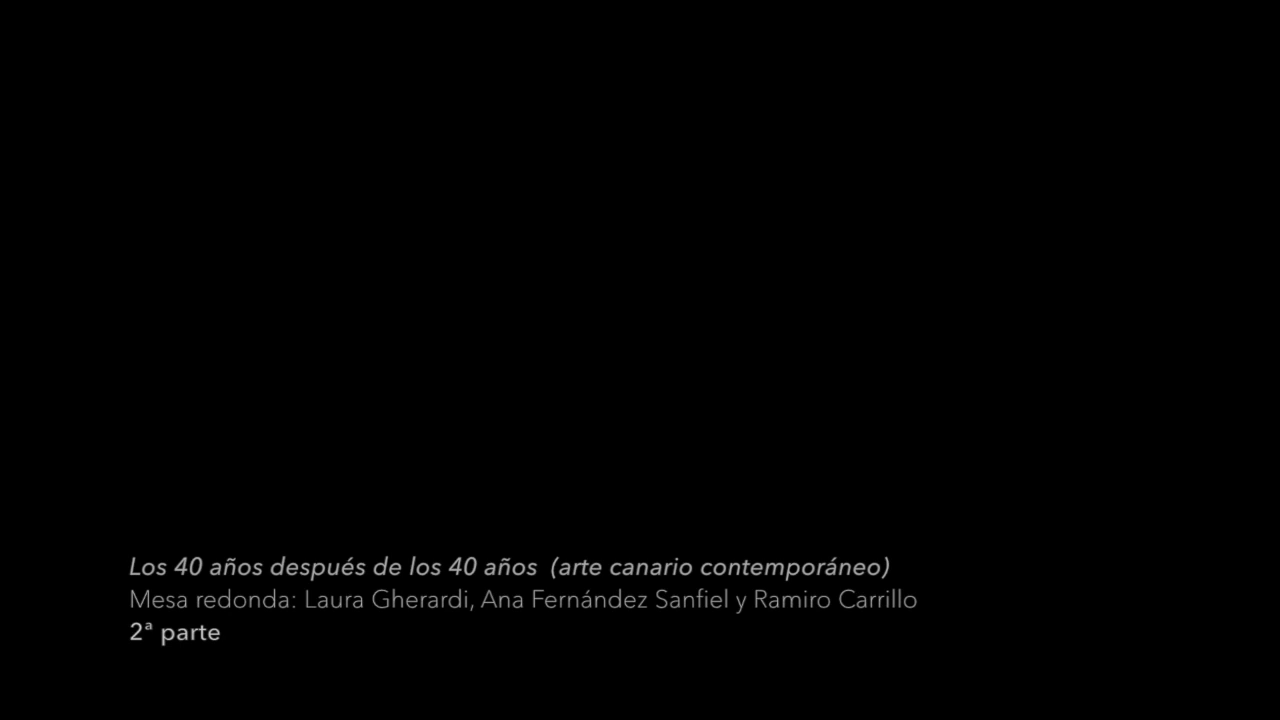 Los 40 años después de los 40 años  (arte canario contemporáneo)
Mesa redonda: Laura Gherardi, Ana Fernández Sanfiel y Ramiro Carrillo
2ª parte